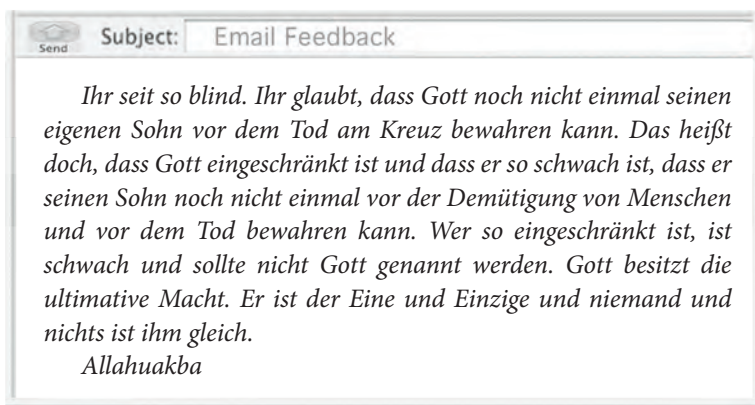 Send Subject: Email Feedback
Ihr seit so blind. Ihr glaubt, dass Gott noch nicht einmal seinen
eigenen Sohn vor dem Tod am Kreuz bewahren kann. Das heißt
doch, dass Gott eingeschränkt ist und dass er so schwach ist, dass er
seinen Sohn noch nicht einmal vor der Demütigung von Menschen
und vor dem Tod bewahren kann. Wer so eingeschränkt ist, ist
schwach und sollte nicht Gott genannt werden. Gott besitzt die
ultimative Macht. Er ist der Eine und Einzige und niemand und
nichts ist ihm gleich.
Allahuakba